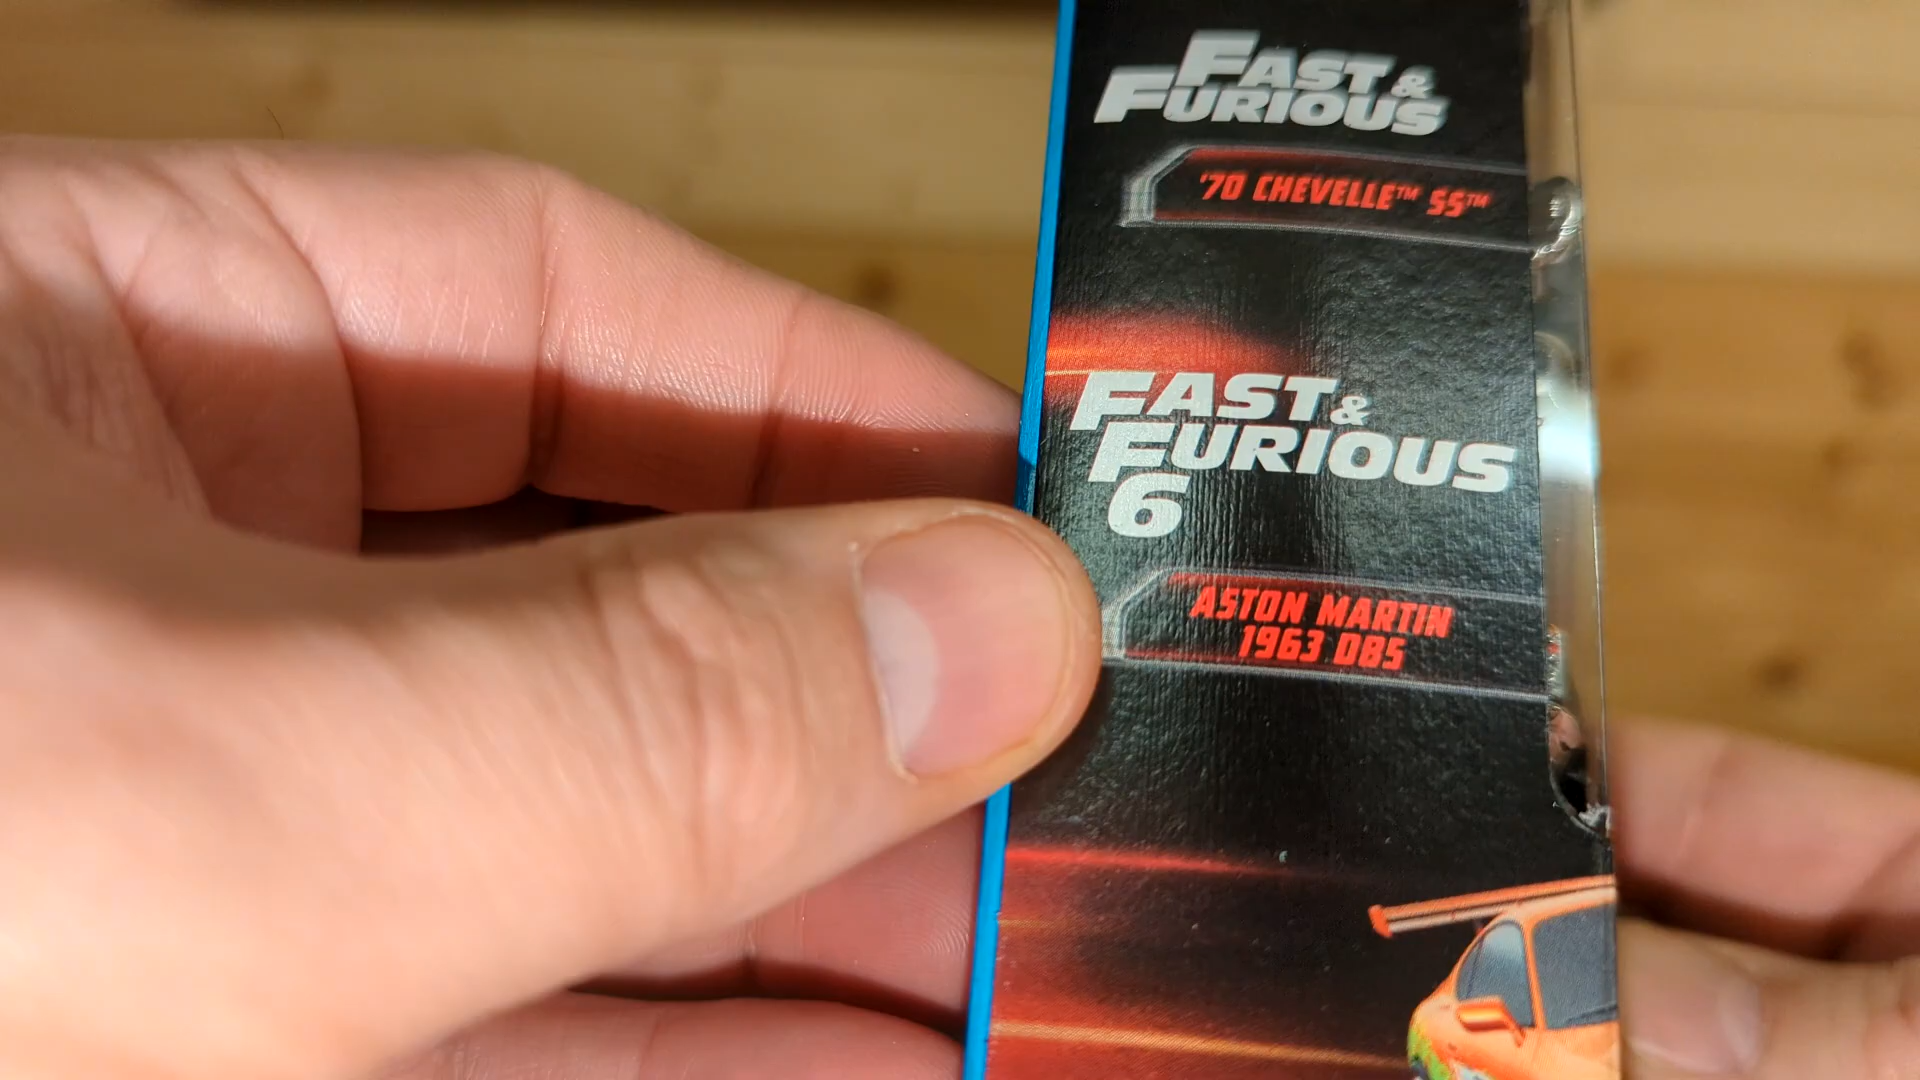 FAST &
FURIOUS
'70 CHEVELLE™ SS™
FAST &
FURIOUS
6
ASTON MARTIN
1963 DB5